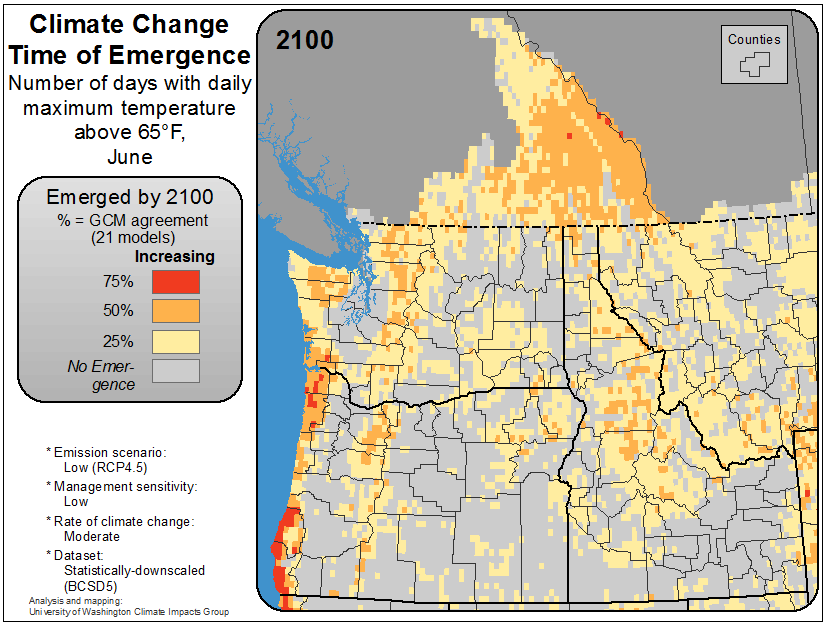 Climate Change
Time of Emergence
Number of days with daily
maximum temperature
above 65°F,
June
Emerged by 2100
% = GCM agreement
(21 models)
Increasing
75%
50%
25%
No Emer-
gence
* Emission scenario:
Low (RCP4.5)
* Management sensitivity:
Low
* Rate of climate change:
Moderate
* Dataset:
Statistically-downscaled
(BCSD5)
Analysis and mapping:
University of Washington Climate Impacts Group
2100
Counties